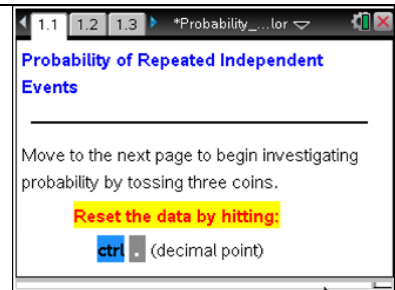 1.1 1.2 1.3 *Probability_...lor
Probability of Repeated Independent
Events
Move to the next page to begin investigating
probability by tossing three coins.
Reset the data by hitting:
ctrl . (decimal point)